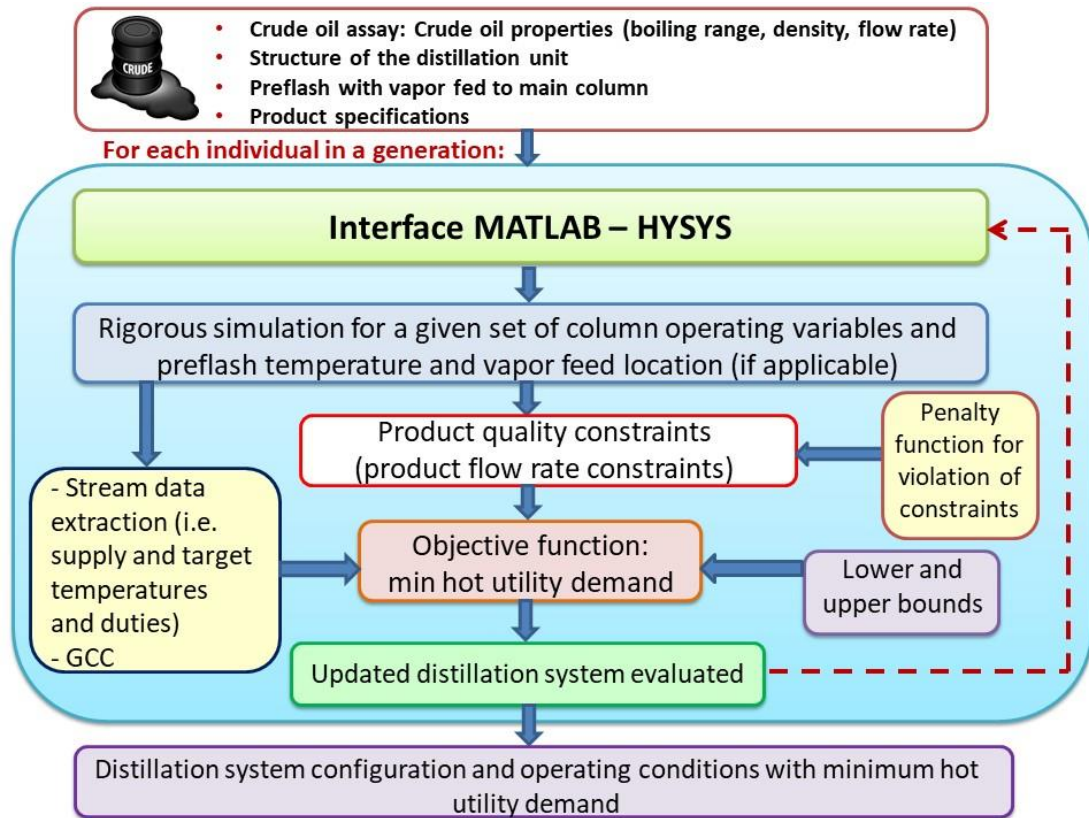 CRUDE
• Crude oil assay: Crude oil properties (boiling range, density, flow rate)
• Structure of the distillation unit
• Preflash with vapor fed to main column
• Product specifications
For each individual in a generation:
Interface MATLAB – HYSYS
Rigorous simulation for a given set of column operating variables and
preflash temperature and vapor feed location (if applicable)
Product quality constraints
(product flow rate constraints)
Penalty
function for
violation of
constraints
- Stream data
extraction (i.e.
supply and target
temperatures
and duties)
- GCC
Objective function:
min hot utility demand
Lower and
upper bounds
Updated distillation system evaluated
Distillation system configuration and operating conditions with minimum hot
utility demand